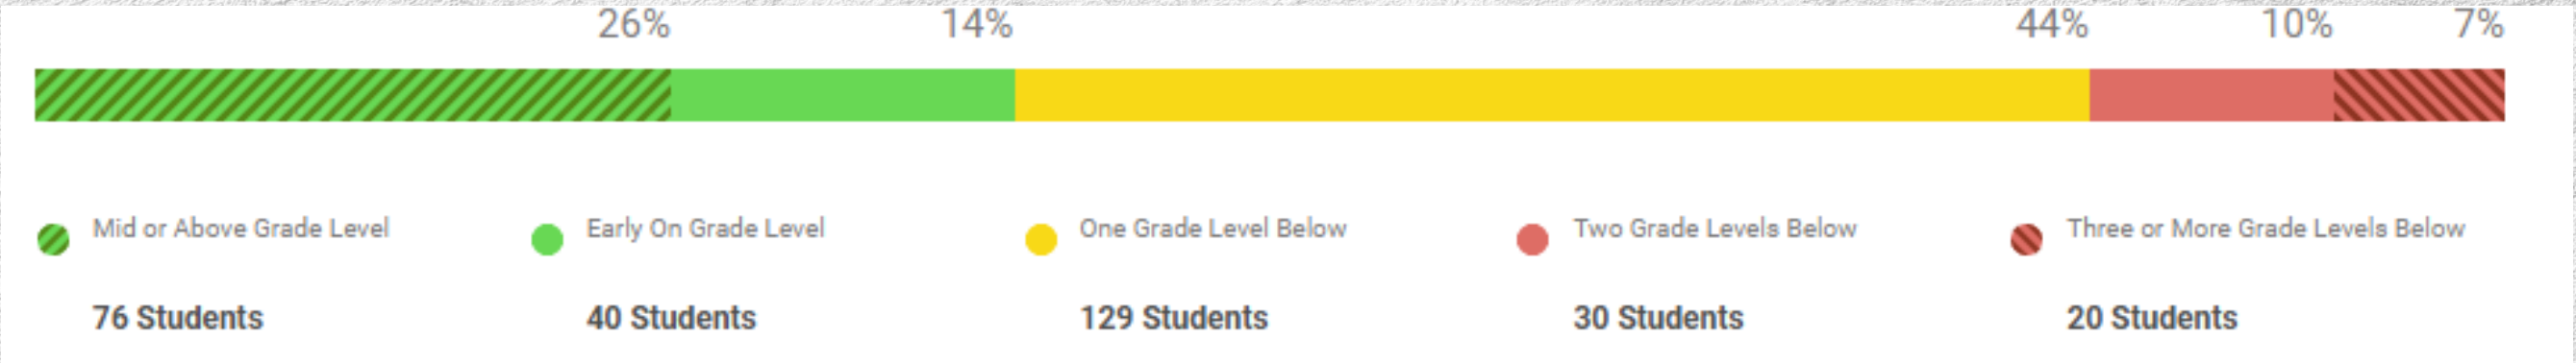 26% 14% 44% 10% 7%
Mid or Above Grade Level Early On Grade Level One Grade Level Below Two Grade Levels Below Three or More Grade Levels Below
76 Students 40 Students 129 Students 30 Students 20 Students